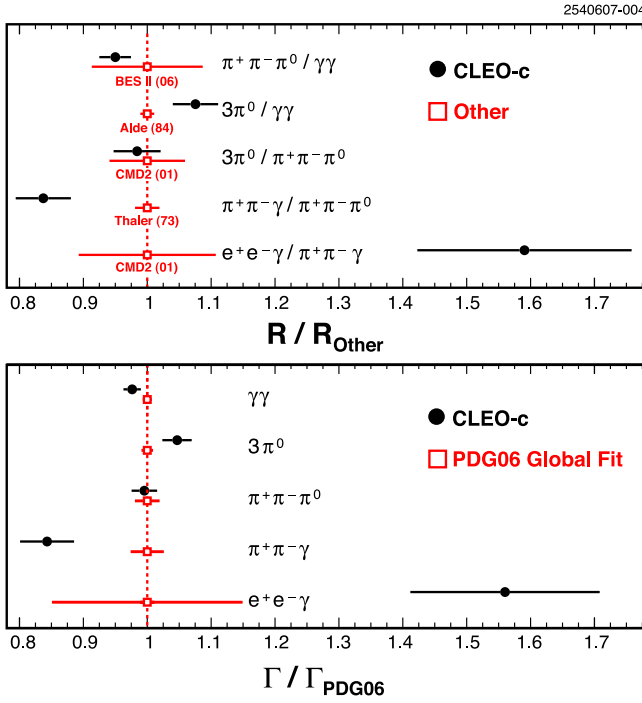 2540607-004
π⁺ π⁻π⁰ / γγ
CLEO-c
BES II (06)
3π⁰ / γγ
Other
Alde (84)
3π⁰ / π⁺π⁻π⁰
CMD2 (01)
π⁺π⁻γ / π⁺π⁻π⁰
Thaler (73)
e⁺e⁻γ / π⁺π⁻γ
CMD2 (01)
0.8 0.9 1 1.1 1.2 1.3 1.4 1.5 1.6 1.7
R / R_Other
γγ
CLEO-c
3π⁰
PDG06 Global Fit
π⁺π⁻π⁰
π⁺π⁻γ
e⁺e⁻γ
0.8 0.9 1 1.1 1.2 1.3 1.4 1.5 1.6 1.7
Γ / Γ_PDG06